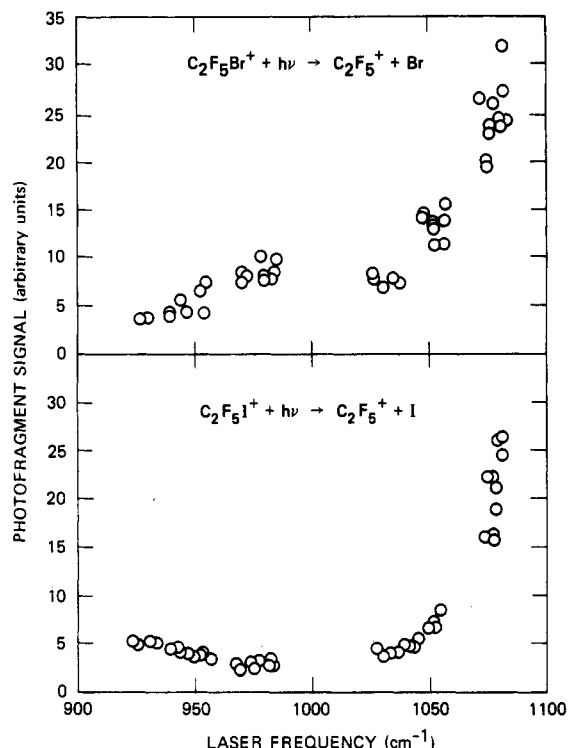 35
30
C₂F₅Br⁺ + hν → C₂F₅⁺ + Br
25
20
15
10
5
0
PHOTOFRAGMENT SIGNAL (arbitrary units)
C₂F₅I⁺ + hν → C₂F₅⁺ + I
25
20
15
10
5
0
900 950 1000 1050 1100
LASER FREQUENCY (cm⁻¹)